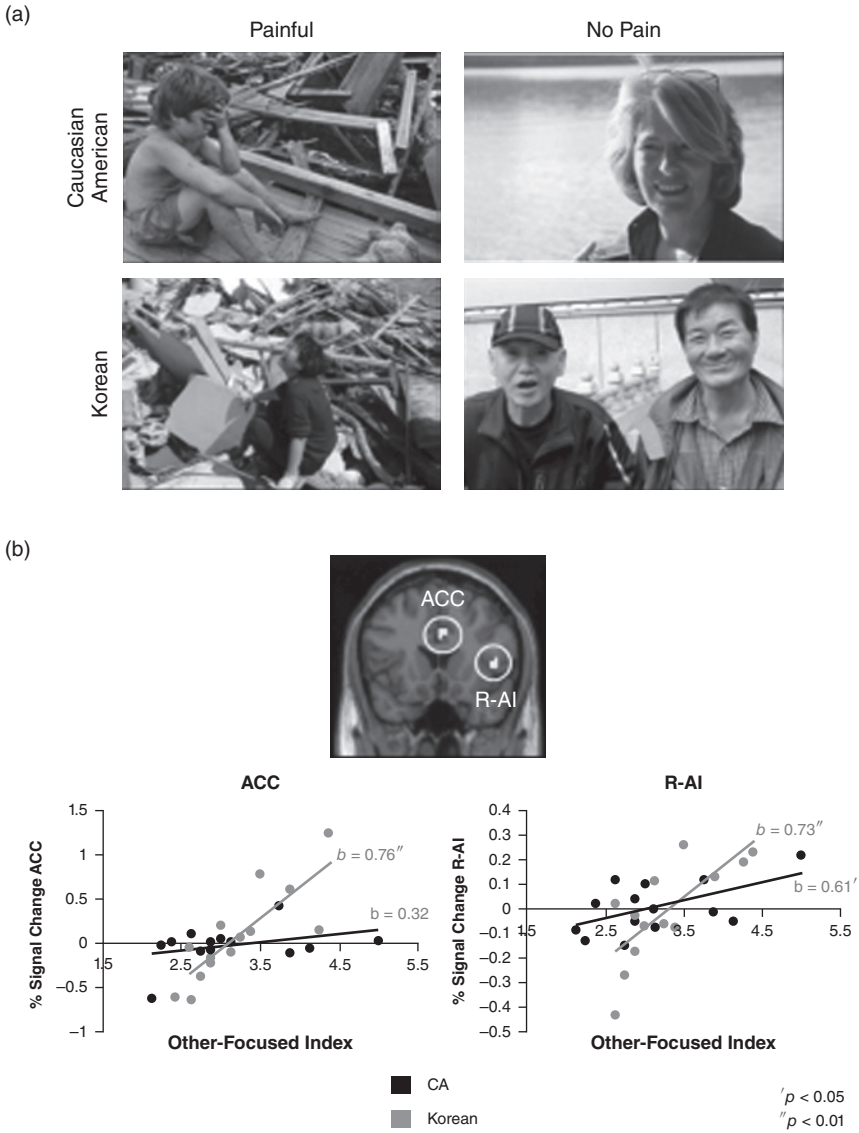 (a)
Painful
No Pain
Caucasian
American
Korean
(b)
ACC
R-AI
ACC
% Signal Change ACC
1.5
1
0.5
0
−0.5
−1
1.5
2.5
3.5
4.5
5.5
b = 0.76″
b = 0.32
Other-Focused Index
R-AI
% Signal Change R-AI
0.4
0.3
0.2
0.1
0
−0.1
−0.2
−0.3
−0.4
−0.5
1.5
2.5
3.5
4.5
5.5
b = 0.73″
b = 0.61′
Other-Focused Index
CA
Korean
′p < 0.05
″p < 0.01